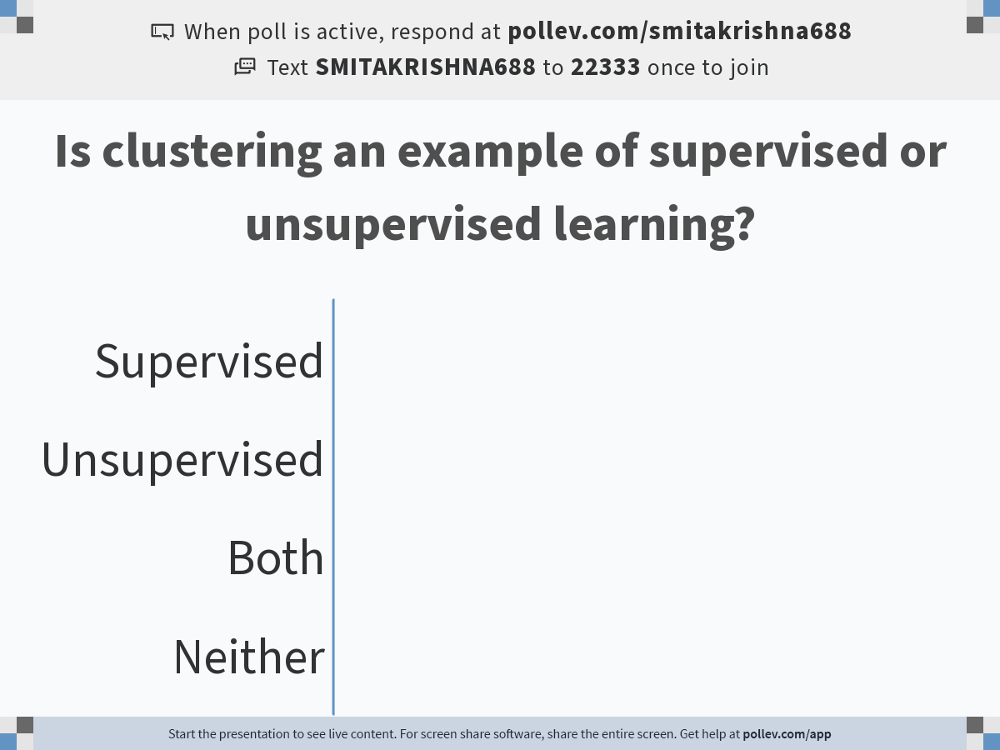 When poll is active, respond at pollev.com/smitakrishna688
Text SMITAKRISHNA688 to 22333 once to join
Is clustering an example of supervised or
unsupervised learning?
Supervised
Unsupervised
Both
Neither
Start the presentation to see live content. For screen share software, share the entire screen. Get help at pollev.com/app